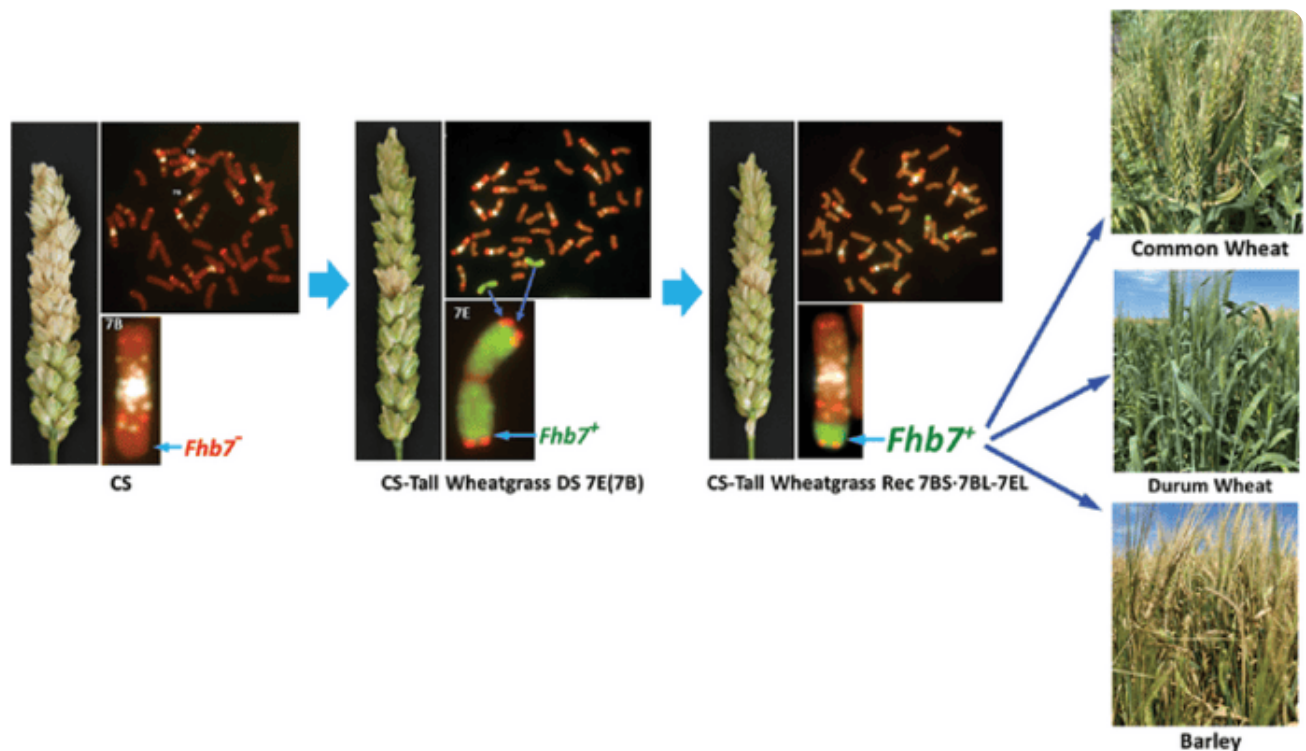 7B
Fhb7-
CS
7E
Fhb7+
CS-Tall Wheatgrass DS 7E(7B)
Fhb7+
CS-Tall Wheatgrass Rec 7BS·7BL-7EL
Common Wheat
Durum Wheat
Barley